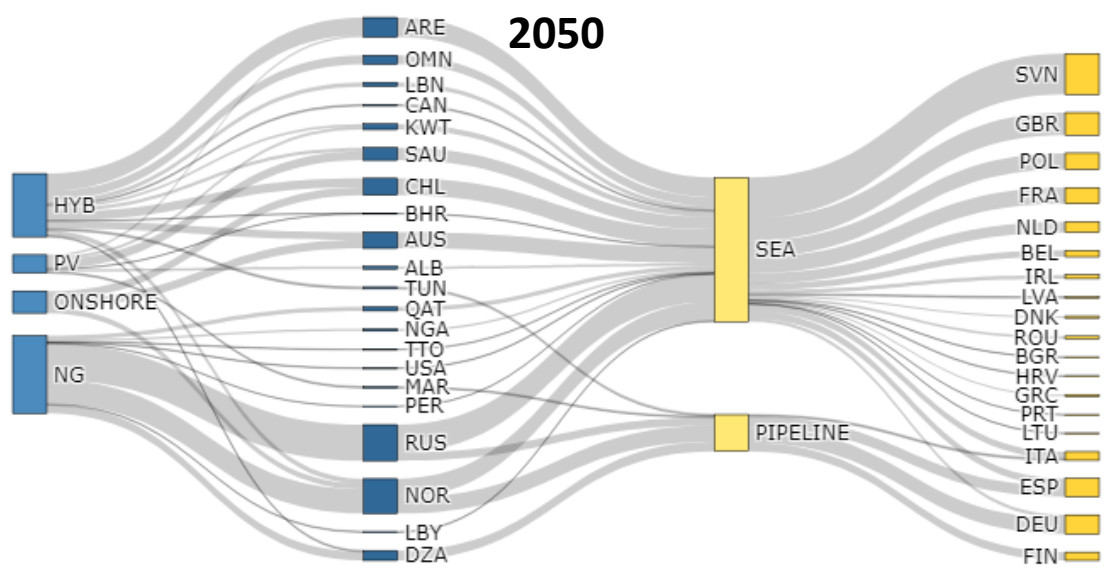 2050
HYB
PV
ONSHORE
NG
ARE
OMN
LBN
CAN
KWT
SAU
CHL
BHR
AUS
ALB
TUN
QAT
NGA
TTO
USA
MAR
PER
RUS
NOR
LBY
DZA
SEA
PIPELINE
SVN
GBR
POL
FRA
NLD
BEL
IRL
LVA
DNK
ROU
BGR
HRV
GRC
PRT
LTU
ITA
ESP
DEU
FIN